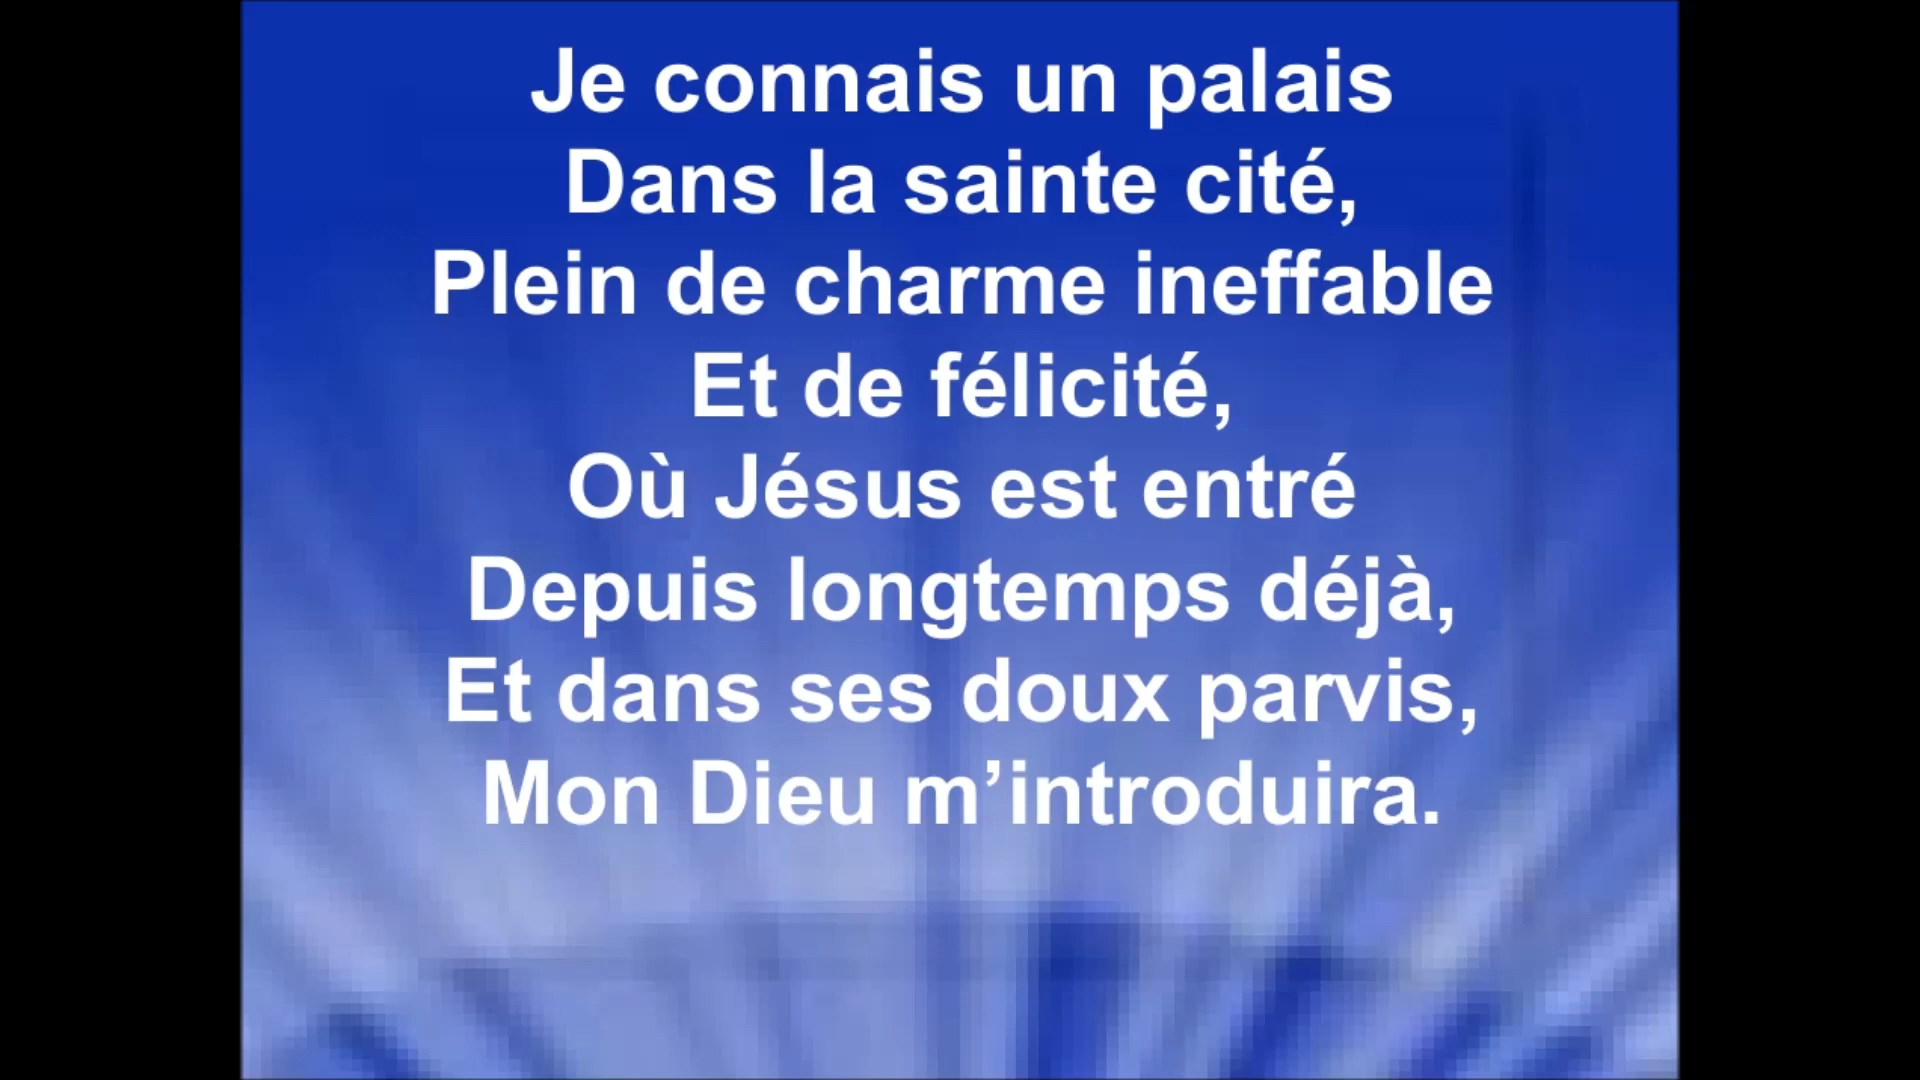 Je connais un palais
Dans la sainte cité,
Plein de charme ineffable
Et de félicité,
Où Jésus est entré
Depuis longtemps déjà,
Et dans ses doux parvis,
Mon Dieu m’introduira.